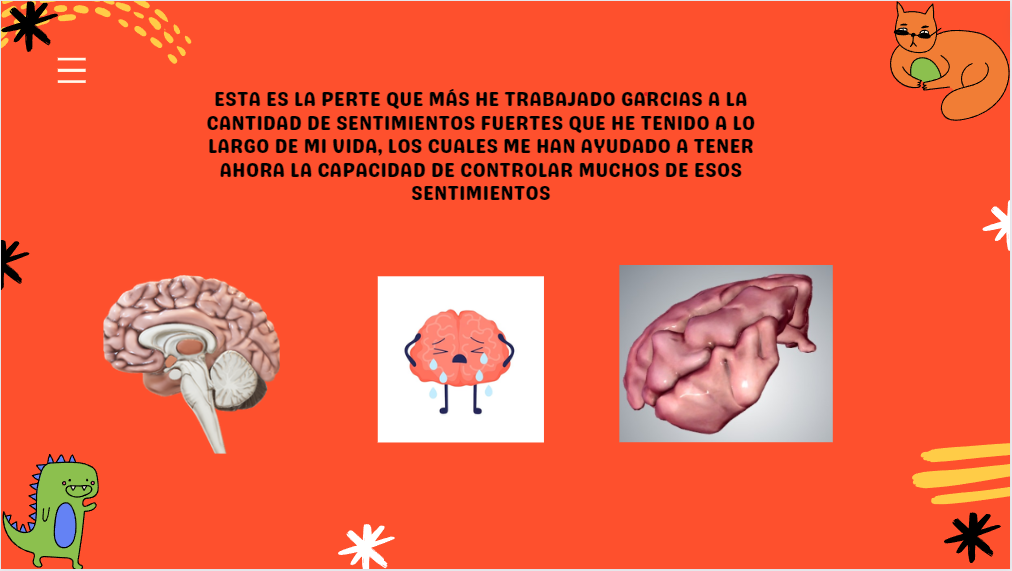 ESTA ES LA PERTE QUE MÁS HE TRABAJADO GARCIAS A LA
CANTIDAD DE SENTIMIENTOS FUERTES QUE HE TENIDO A LO
LARGO DE MI VIDA, LOS CUALES ME HAN AYUDADO A TENER
AHORA LA CAPACIDAD DE CONTROLAR MUCHOS DE ESOS
SENTIMIENTOS